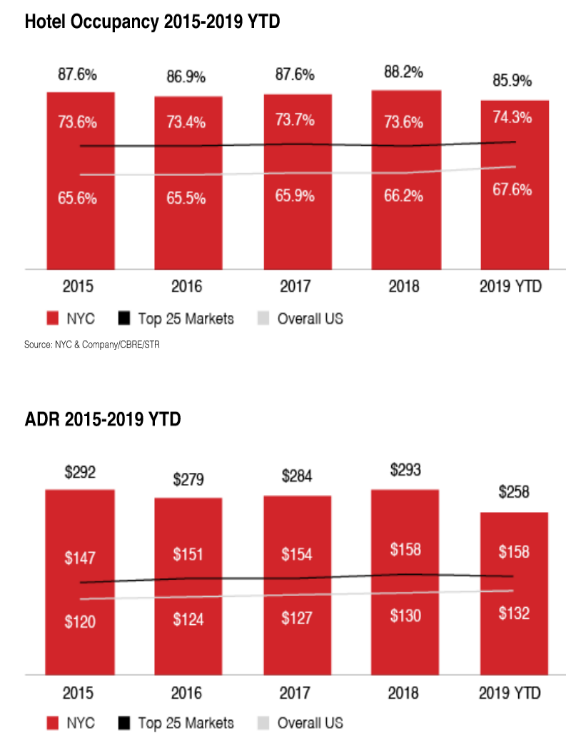 Hotel Occupancy 2015-2019 YTD
87.6% 86.9% 87.6% 88.2% 85.9%
73.6% 73.4% 73.7% 73.6% 74.3%
65.6% 65.5% 65.9% 66.2% 67.6%
2015 2016 2017 2018 2019 YTD
NYC Top 25 Markets Overall US
Source: NYC & Company/CBRE/STR
ADR 2015-2019 YTD
$292 $279 $284 $293 $258
$147 $151 $154 $158 $158
$120 $124 $127 $130 $132
2015 2016 2017 2018 2019 YTD
NYC Top 25 Markets Overall US